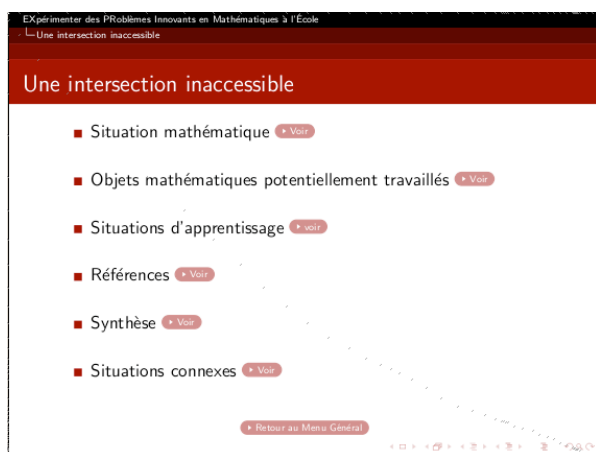 EXpérimenter des PRoblèmes Innovants en Mathématiques à l'École
Une intersection inaccessible
Une intersection inaccessible
Situation mathématique Voir
Objets mathématiques potentiellement travaillés Voir
Situations d'apprentissage voir
Références Voir
Synthèse Voir
Situations connexes Voir
Retour au Menu Général